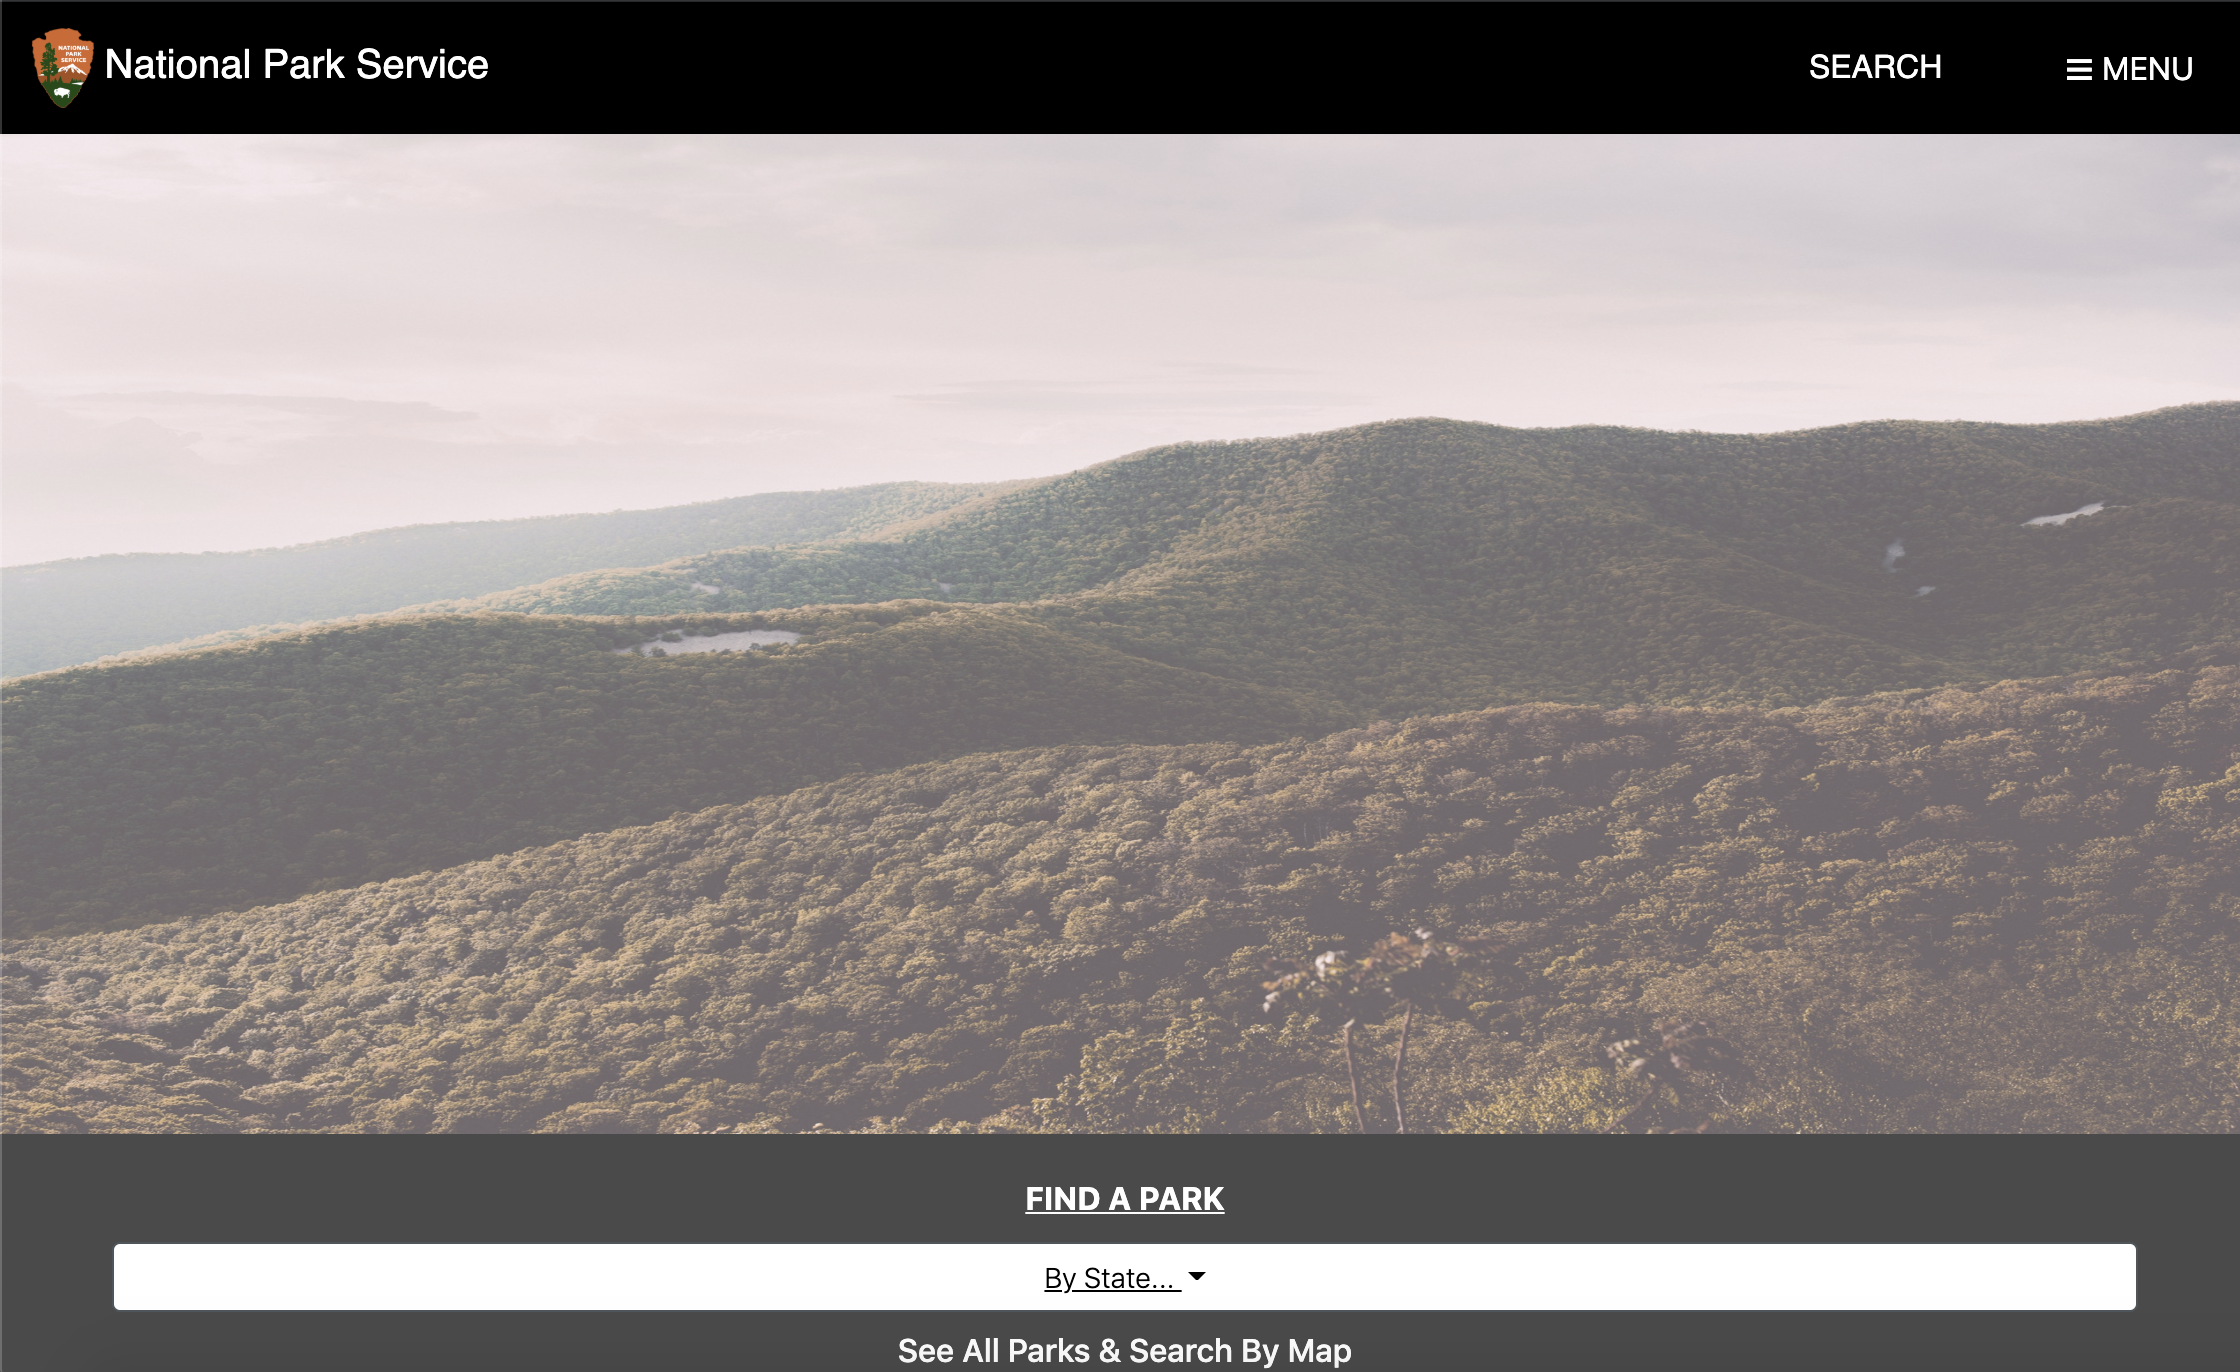 NATIONAL
PARK
SERVICE
National Park Service
SEARCH
MENU
FIND A PARK
By State...
See All Parks & Search By Map